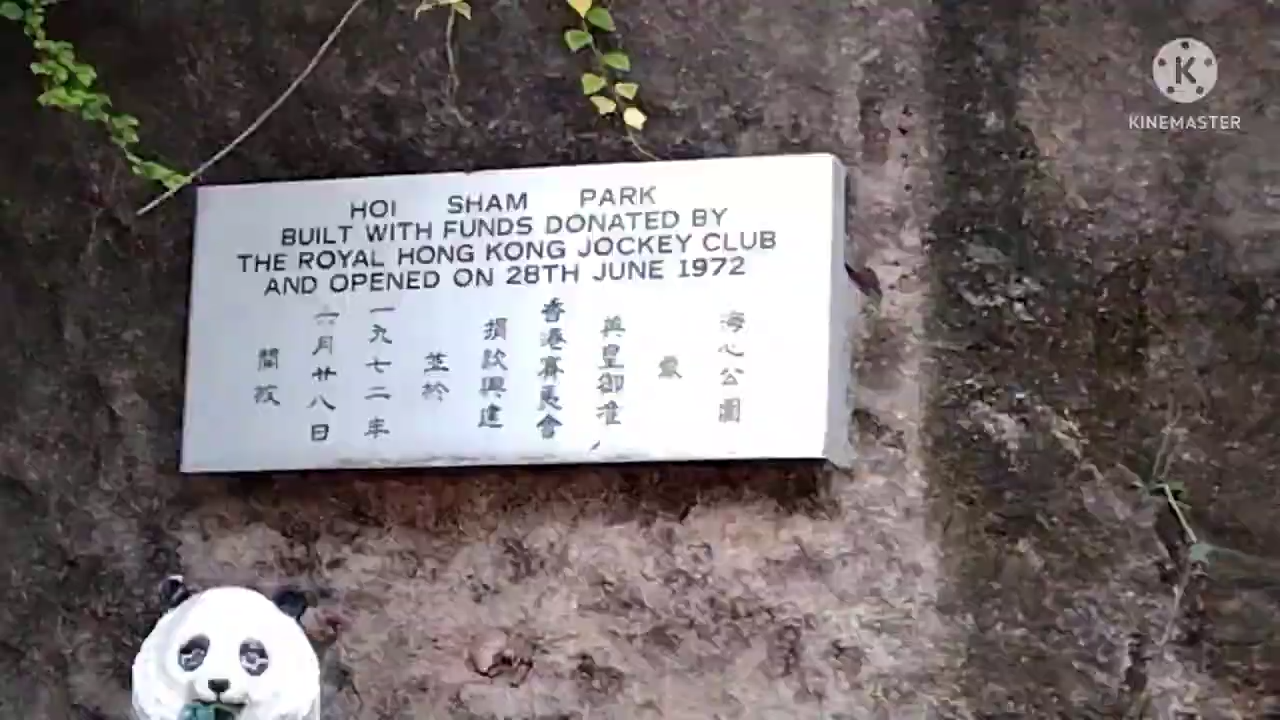 HOI SHAM PARK
BUILT WITH FUNDS DONATED BY
THE ROYAL HONG KONG JOCKEY CLUB
AND OPENED ON 28TH JUNE 1972
海心公園
蒙
英皇御准
香港賽馬會
捐款興建
並於
一九七二年
六月廿八日
開放
K
KINEMASTER